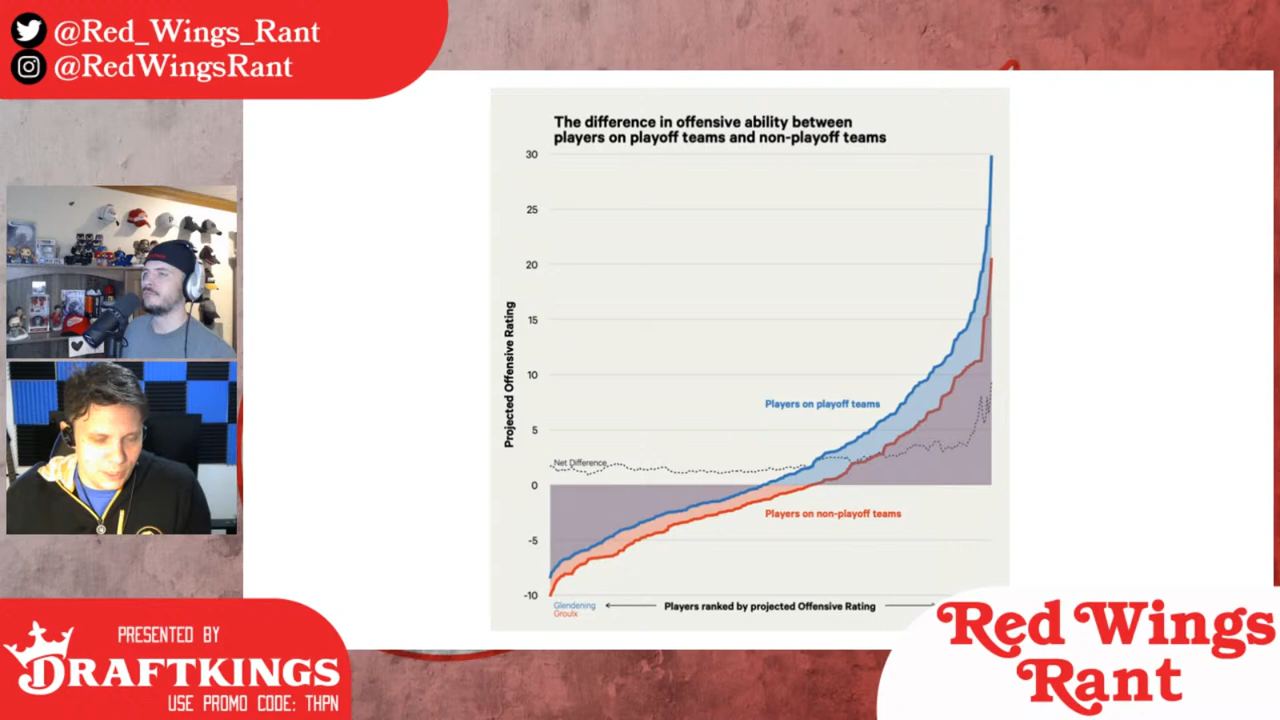 @Red_Wings_Rant
@RedWingsRant
The difference in offensive ability between
players on playoff teams and non-playoff teams
30
25
20
15
10
5
0
-5
-10
Projected Offensive Rating
Players on playoff teams
Net Difference
Players on non-playoff teams
Glendening
Groulx
Players ranked by projected Offensive Rating
PRESENTED BY
DRAFTKINGS
USE PROMO CODE: THPN
Red Wings
Rant